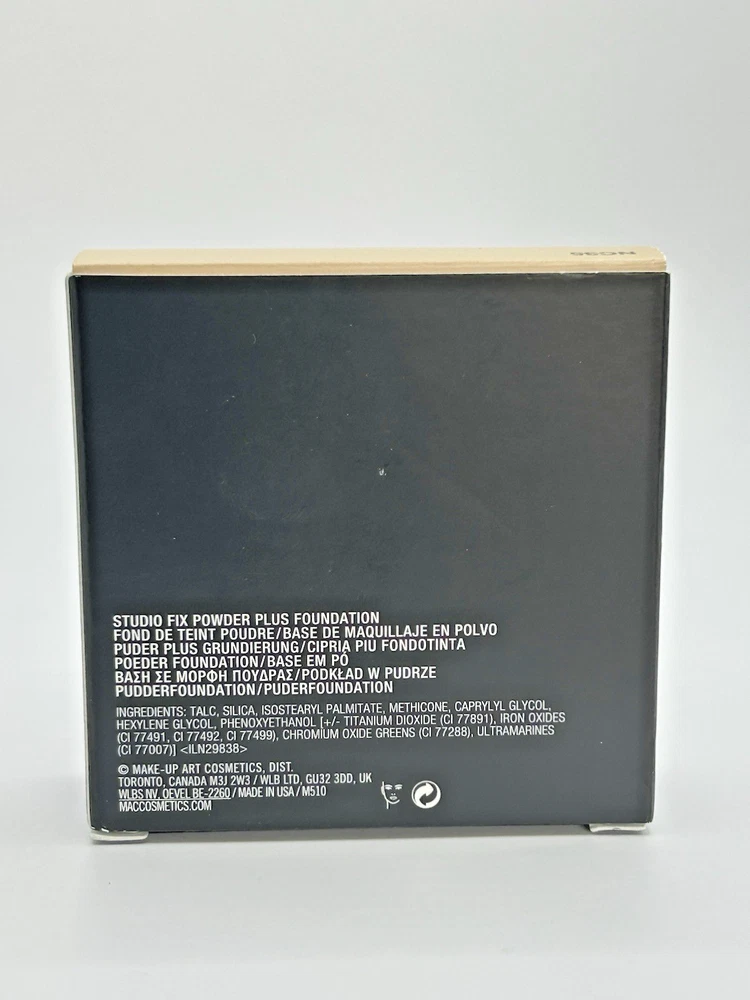 NC35
STUDIO FIX POWDER PLUS FOUNDATION
FOND DE TEINT POUDRE/BASE DE MAQUILLAJE EN POLVO
PUDER PLUS GRUNDIERUNG/CIPRIA PIU FONDOTINTA
POEDER FOUNDATION/BASE EM PÓ
ΒΑΣΗ ΣΕ ΜΟΡΦΗ ΠΟΥΔΡΑΣ/PODKŁAD W PUDRZE
PUDDERFOUNDATION/PUDERFOUNDATION
INGREDIENTS: TALC, SILICA, ISOSTEARYL PALMITATE, METHICONE, CAPRYLYL GLYCOL,
HEXYLENE GLYCOL, PHENOXYETHANOL [+/- TITANIUM DIOXIDE (CI 77891), IRON OXIDES
(CI 77491, CI 77492, CI 77499), CHROMIUM OXIDE GREENS (CI 77288), ULTRAMARINES
(CI 77007)] <ILN29838>
© MAKE-UP ART COSMETICS, DIST.
TORONTO, CANADA M3J 2W3 / WLB LTD, GU32 3DD, UK
WLBS NV, OEVEL BE-2260 / MADE IN USA / M510
MACCOSMETICS.COM